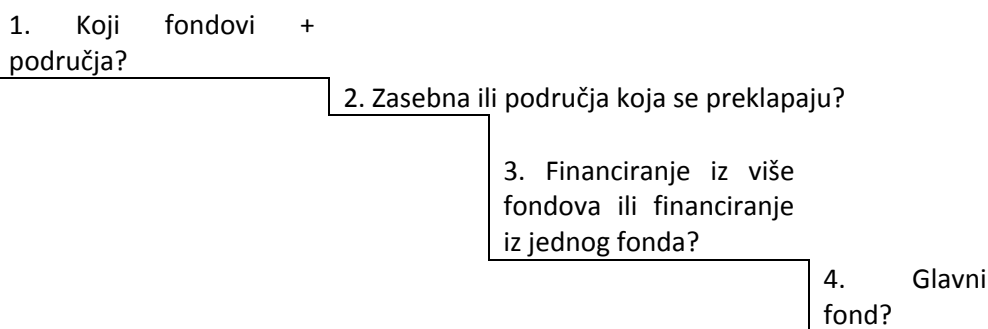 1. Koji fondovi +
područja?
2. Zasebna ili područja koja se preklapaju?
3. Financiranje iz više
fondova ili financiranje
iz jednog fonda?
4. Glavni
fond?